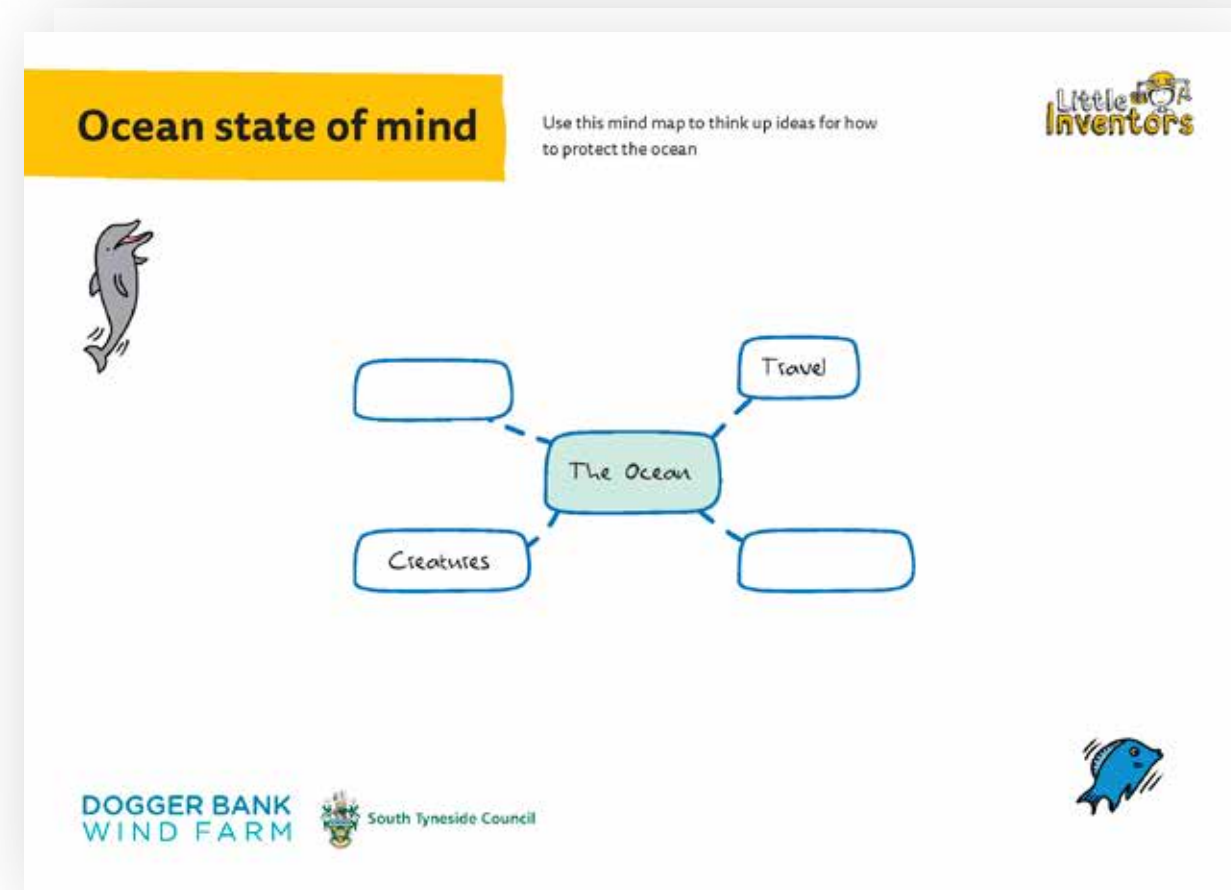 Ocean state of mind
Use this mind map to think up ideas for how
to protect the ocean
Little
Inventors
Travel
The Ocean
Creatures
DOGGER BANK
WIND FARM
South Tyneside Council